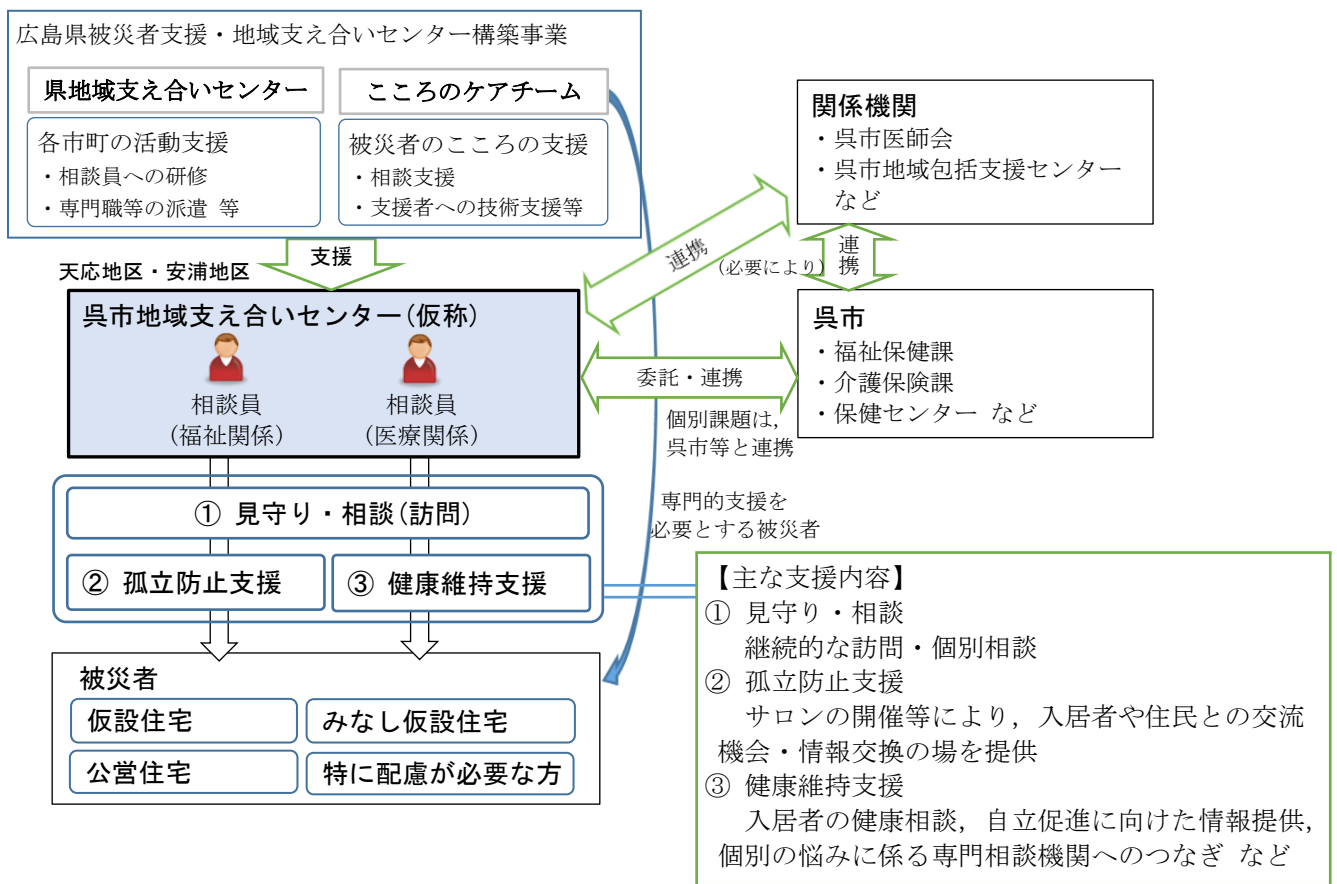 広島県被災者支援・地域支え合いセンター構築事業
県地域支え合いセンター
各市町の活動支援
・相談員への研修
・専門職等の派遣 等
こころのケアチーム
被災者のこころの支援
・相談支援
・支援者への技術支援等
関係機関
・呉市医師会
・呉市地域包括支援センター
など
支援
連携
(必要により)
連携
天応地区・安浦地区
呉市地域支え合いセンター(仮称)
相談員
(福祉関係)
相談員
(医療関係)
委託・連携
個別課題は,
呉市等と連携
呉市
・福祉保健課
・介護保険課
・保健センター など
① 見守り・相談(訪問)
② 孤立防止支援
③ 健康維持支援
専門的支援を
必要とする被災者
被災者
仮設住宅
みなし仮設住宅
公営住宅
特に配慮が必要な方
【主な支援内容】
① 見守り・相談
継続的な訪問・個別相談
② 孤立防止支援
サロンの開催等により, 入居者や住民との交流
機会・情報交換の場を提供
③ 健康維持支援
入居者の健康相談, 自立促進に向けた情報提供,
個別の悩みに係る専門相談機関へのつなぎ など